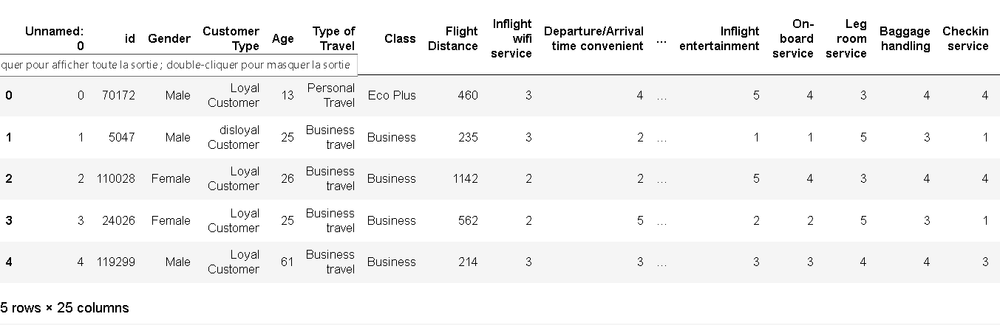 Unnamed: 0 id Gender Customer Type Age Type of Travel Class Flight Distance Inflight wifi service Departure/Arrival time convenient ... Inflight entertainment On-board service Leg room service Baggage handling Checkin service
quer pour afficher toute la sortie ; double-cliquer pour masquer la sortie
0 0 70172 Male Loyal Customer 13 Personal Travel Eco Plus 460 3 4 ... 5 4 3 4 4
1 1 5047 Male disloyal Customer 25 Business travel Business 235 3 2 ... 1 1 5 3 1
2 2 110028 Female Loyal Customer 26 Business travel Business 1142 2 2 ... 5 4 3 4 4
3 3 24026 Female Loyal Customer 25 Business travel Business 562 2 5 ... 2 2 5 3 1
4 4 119299 Male Loyal Customer 61 Business travel Business 214 3 3 ... 3 3 4 4 3
5 rows × 25 columns